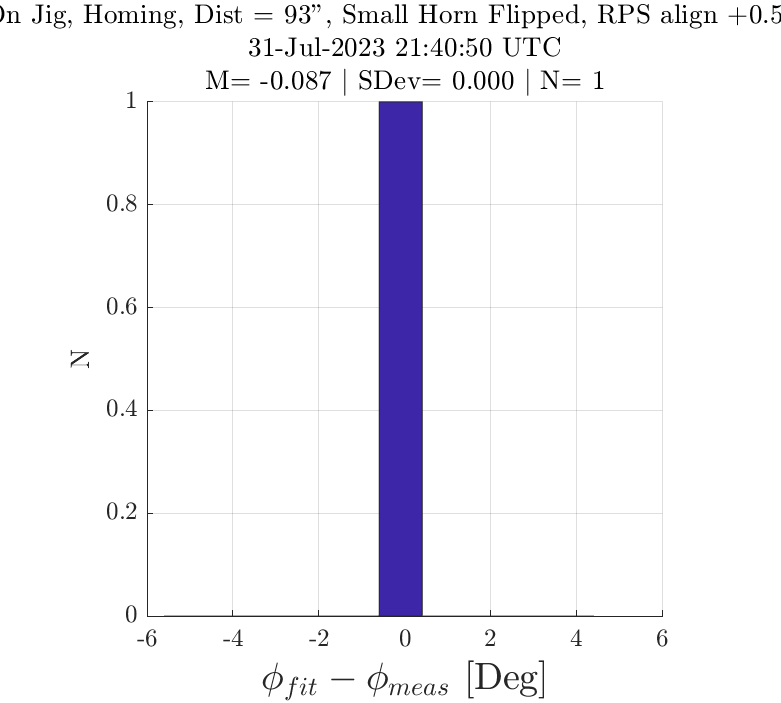 On Jig, Homing, Dist = 93", Small Horn Flipped, RPS align +0.5
31-Jul-2023 21:40:50 UTC
M= -0.087 | SDev= 0.000 | N= 1
1
0.8
0.6
0.4
0.2
0
N
-6 -4 -2 0 2 4 6
ϕ_fit − ϕ_meas [Deg]